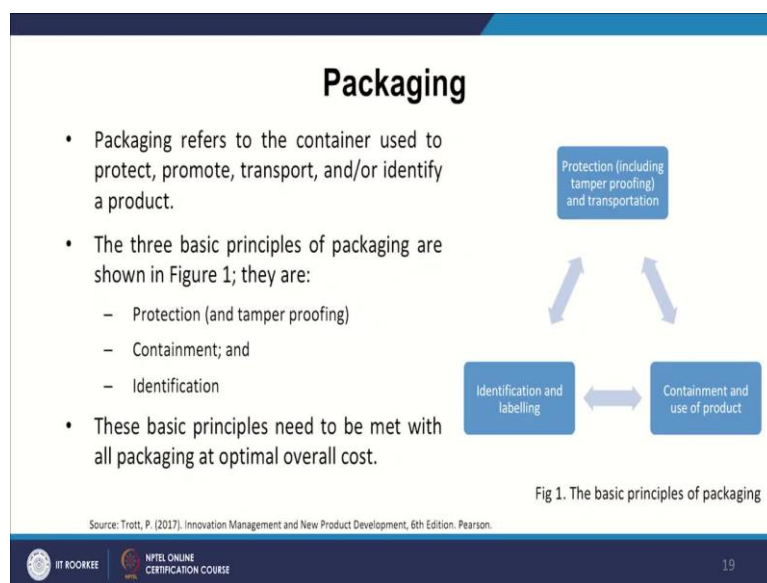 Packaging
• Packaging refers to the container used to
protect, promote, transport, and/or identify
a product.
• The three basic principles of packaging are
shown in Figure 1; they are:
– Protection (and tamper proofing)
– Containment; and
– Identification
• These basic principles need to be met with
all packaging at optimal overall cost.
Protection (including
tamper proofing)
and transportation
Identification and
labelling
Containment and
use of product
Fig 1. The basic principles of packaging
Source: Trott, P. (2017). Innovation Management and New Product Development, 6th Edition. Pearson.
IIT ROORKEE
NPTEL ONLINE
CERTIFICATION COURSE
19